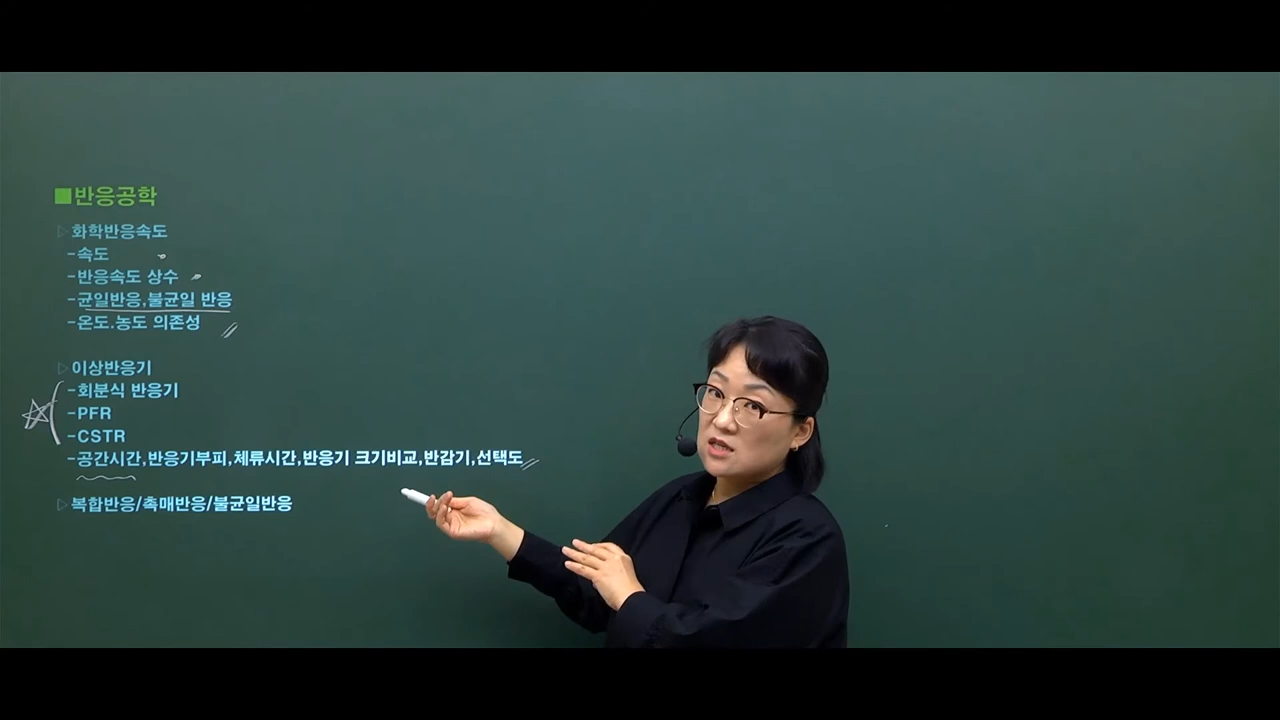 ■반응공학
▷화학반응속도
-속도
-반응속도 상수
-균일반응,불균일 반응
-온도.농도 의존성
▷이상반응기
-회분식 반응기
-PFR
-CSTR
-공간시간,반응기부피,체류시간,반응기 크기비교,반감기,선택도
▷복합반응/촉매반응/불균일반응